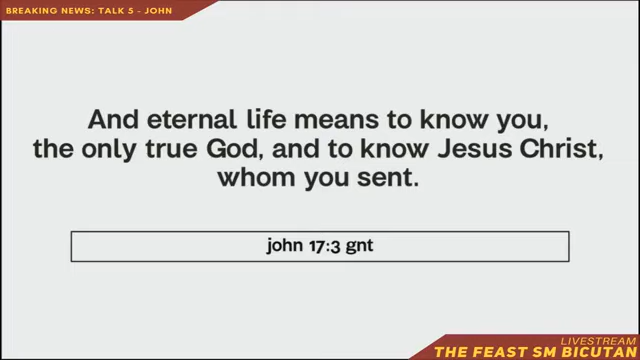 BREAKING NEWS: TALK 5 - JOHN
And eternal life means to know you,
the only true God, and to know Jesus Christ,
whom you sent.
john 17:3 gnt
LIVESTREAM
THE FEAST SM BICUTAN